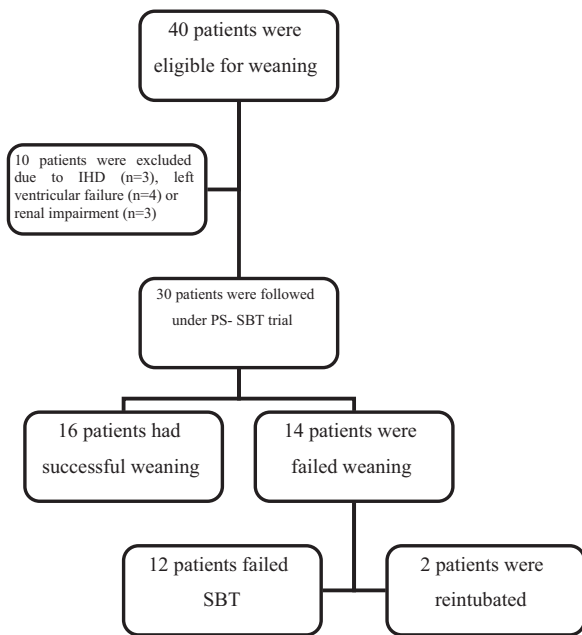 40 patients were
eligible for weaning
10 patients were excluded
due to IHD (n=3), left
ventricular failure (n=4) or
renal impairment (n=3)
30 patients were followed
under PS- SBT trial
16 patients had
successful weaning
14 patients were
failed weaning
12 patients failed
SBT
2 patients were
reintubated